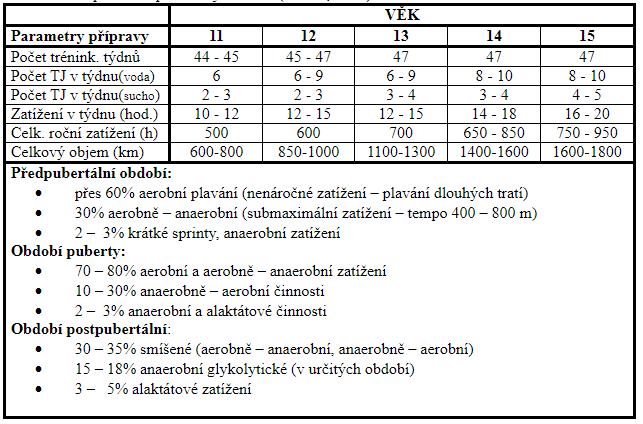 VĚK
Parametry přípravy 11 12 13 14 15
Počet trénink. týdnů 44 - 45 45 - 47 47 47 47
Počet TJ v týdnu(voda) 6 6 - 9 6 - 9 8 - 10 8 - 10
Počet TJ v týdnu(sucho) 2 - 3 2 - 3 3 - 4 3 - 4 4 - 5
Zatížení v týdnu (hod.) 10 - 12 12 - 15 12 - 15 14 - 18 16 - 20
Celk. roční zatížení (h) 500 600 700 650 - 850 750 - 950
Celkový objem (km) 600-800 850-1000 1100-1300 1400-1600 1600-1800
Předpubertální období:
• přes 60% aerobní plavání (nenáročné zatížení – plavání dlouhých tratí)
• 30% aerobně – anaerobní (submaximální zatížení – tempo 400 – 800 m)
• 2 – 3% krátké sprinty, anaerobní zatížení
Období puberty:
• 70 – 80% aerobní a aerobně – anaerobní zatížení
• 10 – 30% anaerobně – aerobní činnosti
• 2 – 3% anaerobní a alaktátové činnosti
Období postpubertální:
• 30 – 35% smíšené (aerobně – anaerobní, anaerobně – aerobní)
• 15 – 18% anaerobní glykolytické (v určitých období)
• 3 – 5% alaktátové zatížení